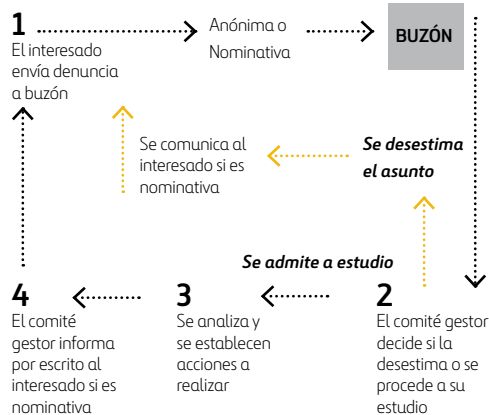 1
El interesado
envía denuncia
a buzón
Anónima o
Nominativa
BUZÓN
Se comunica al
interesado si es
nominativa
Se desestima
el asunto
Se admite a estudio
2
El comité gestor
decide si la
desestima o se
procede a su
estudio
3
Se analiza y
se establecen
acciones a
realizar
4
El comité
gestor informa
por escrito al
interesado si es
nominativa